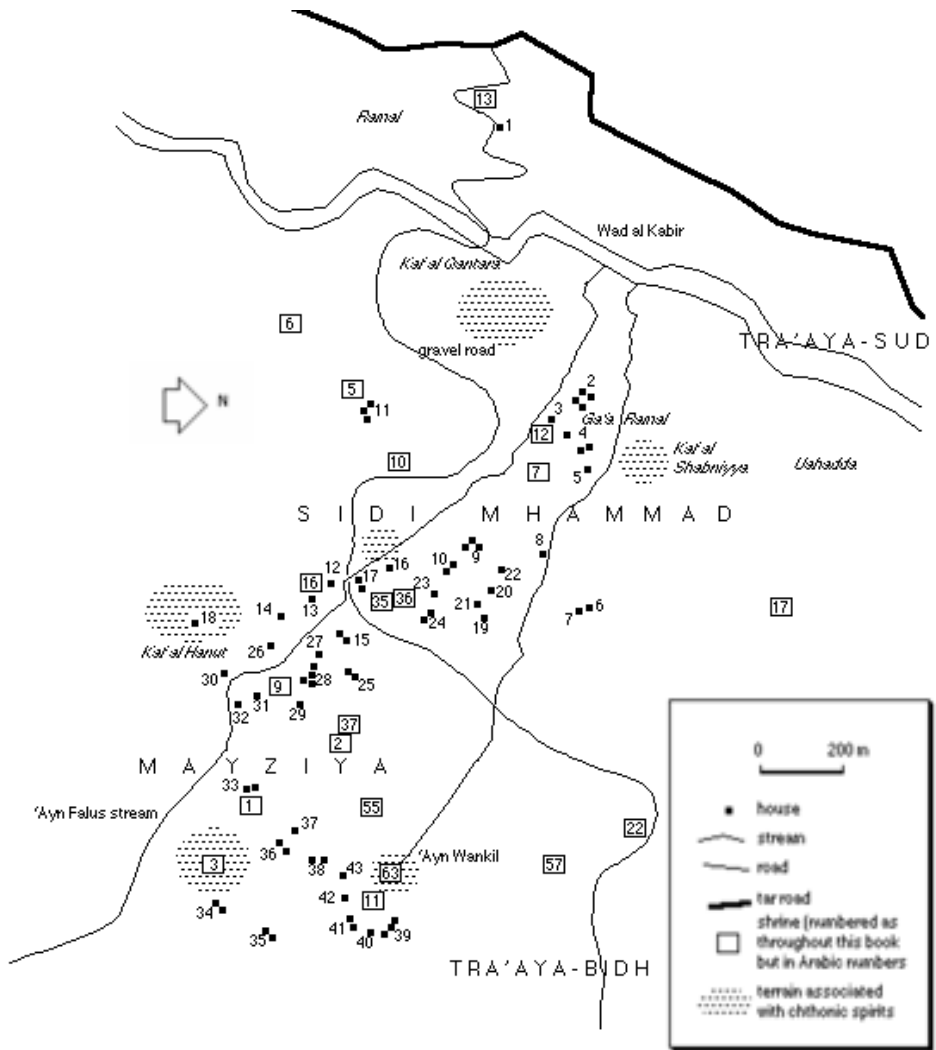 13
Ramal
1
Wad al Kabir
Kaf al Qantara
6
gravel road
TRA'AYA-SUD
N
5
11
2
3
Ga'a Ramal
12
4
Kaf al
Shabniyya
Uahadda
10
7
5
SIDI MHAMMAD
8
9
10
16
12
17
16
22
23
35
36
13
20
14
18
21
24
19
7
6
17
15
26
27
Kaf al Hanut
30
9
28
25
31
32
29
37
2
MAYZIYA
33
1
'Ayn Falus stream
55
22
37
36
3
38
43
'Ayn Wankil
63
57
42
11
34
41
35
40
39
TRA'AYA-BIDH
0 200 m
house
stream
road
tar road
shrine (numbered as
throughout this book
but in Arabic numbers
terrain associated
with chthonic spirits